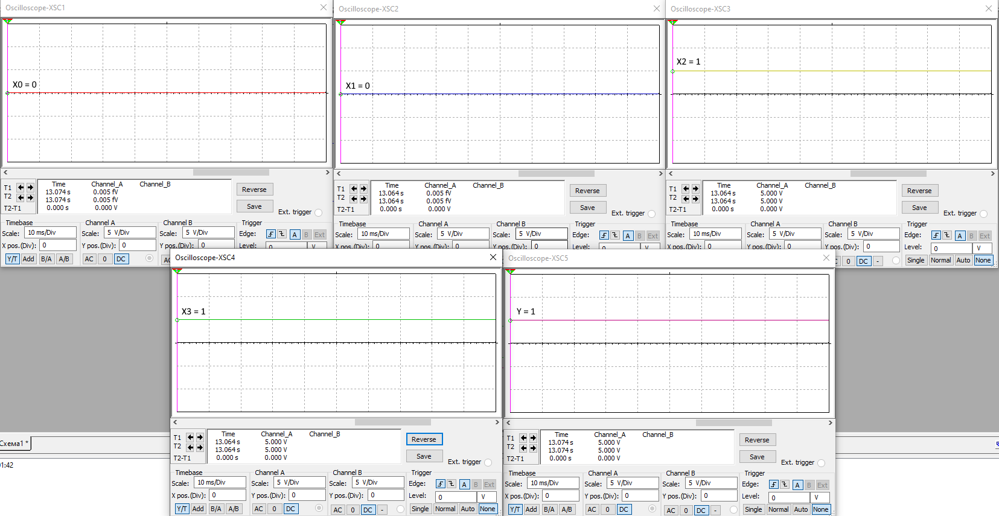 Oscilloscope-XSC1
X0 = 0
Time Channel_A Channel_B
T1 13.074 s 0.005 fV
T2 13.074 s 0.005 fV
T2-T1 0.000 s 0.000 V
Reverse
Save
Ext. trigger
Timebase Channel A Channel B Trigger
Scale: 10 ms/Div Scale: 5 V/Div Scale: 5 V/Div Edge: A B Ext
X pos.(Div): 0 Y pos.(Div): 0 Y pos.(Div): 0 Level: 0 V
Y/T Add B/A A/B AC 0 DC
Oscilloscope-XSC2
X1 = 0
Time Channel_A Channel_B
T1 13.064 s 0.005 fV
T2 13.064 s 0.005 fV
T2-T1 0.000 s 0.000 V
Reverse
Save
Ext. trigger
Timebase Channel A Channel B Trigger
Scale: 10 ms/Div Scale: 5 V/Div Scale: 5 V/Div Edge: A B Ext
X pos.(Div): 0 Y pos.(Div): 0 Y pos.(Div): 0 Level: 0 V
Oscilloscope-XSC3
X2 = 1
Time Channel_A Channel_B
T1 13.064 s 5.000 V
T2 13.064 s 5.000 V
T2-T1 0.000 s 0.000 V
Reverse
Save
Ext. trigger
Timebase Channel A Channel B Trigger
Scale: 10 ms/Div Scale: 5 V/Div Scale: 5 V/Div Edge: A B Ext
X pos.(Div): 0 Y pos.(Div): 0 Y pos.(Div): 0 Level: 0 V
0 DC - Single Normal Auto None
Oscilloscope-XSC4
X3 = 1
Time Channel_A Channel_B
T1 13.064 s 5.000 V
T2 13.064 s 5.000 V
T2-T1 0.000 s 0.000 V
Reverse
Save
Ext. trigger
Timebase Channel A Channel B Trigger
Scale: 10 ms/Div Scale: 5 V/Div Scale: 5 V/Div Edge: A B Ext
X pos.(Div): 0 Y pos.(Div): 0 Y pos.(Div): 0 Level: 0 V
Y/T Add B/A A/B AC 0 DC AC 0 DC - Single Normal Auto None
Oscilloscope-XSC5
Y = 1
Time Channel_A Channel_B
T1 13.074 s 5.000 V
T2 13.074 s 5.000 V
T2-T1 0.000 s 0.000 V
Reverse
Save
Ext. trigger
Timebase Channel A Channel B Trigger
Scale: 10 ms/Div Scale: 5 V/Div Scale: 5 V/Div Edge: A B Ext
X pos.(Div): 0 Y pos.(Div): 0 Y pos.(Div): 0 Level: 0 V
Y/T Add B/A A/B AC 0 DC AC 0 DC - Single Normal Auto None
Схема1 *
1:42